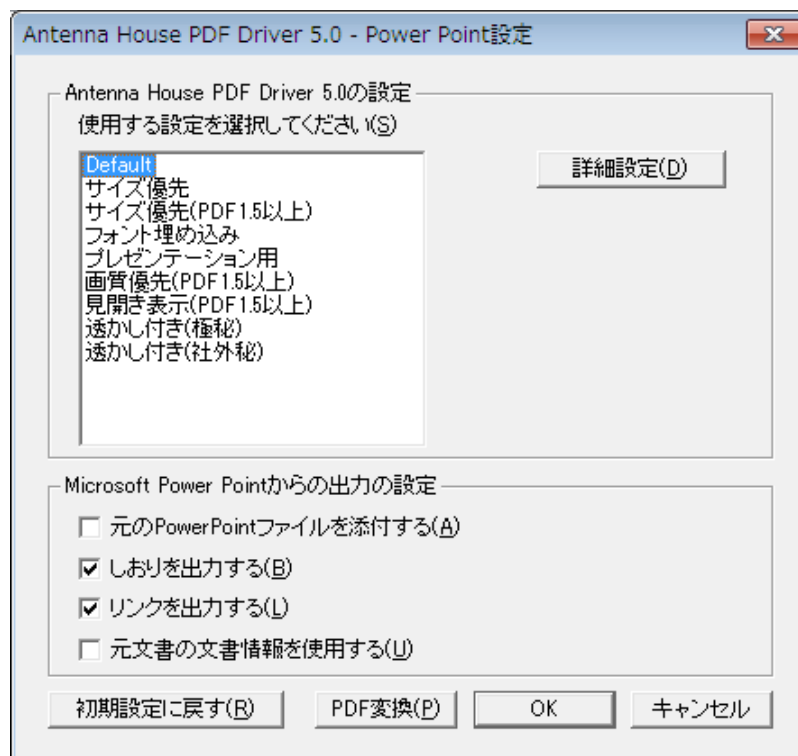 Antenna House PDF Driver 5.0 - Power Point設定
Antenna House PDF Driver 5.0の設定
使用する設定を選択してください(S)
Default
詳細設定(D)
サイズ優先
サイズ優先(PDF1.5以上)
フォント埋め込み
プレゼンテーション用
画質優先(PDF1.5以上)
見開き表示(PDF1.5以上)
透かし付き(極秘)
透かし付き(社外秘)
Microsoft Power Pointからの出力の設定
元のPowerPointファイルを添付する(A)
しおりを出力する(B)
リンクを出力する(L)
元文書の文書情報を使用する(U)
初期設定に戻す(R) PDF変換(P) OK キャンセル